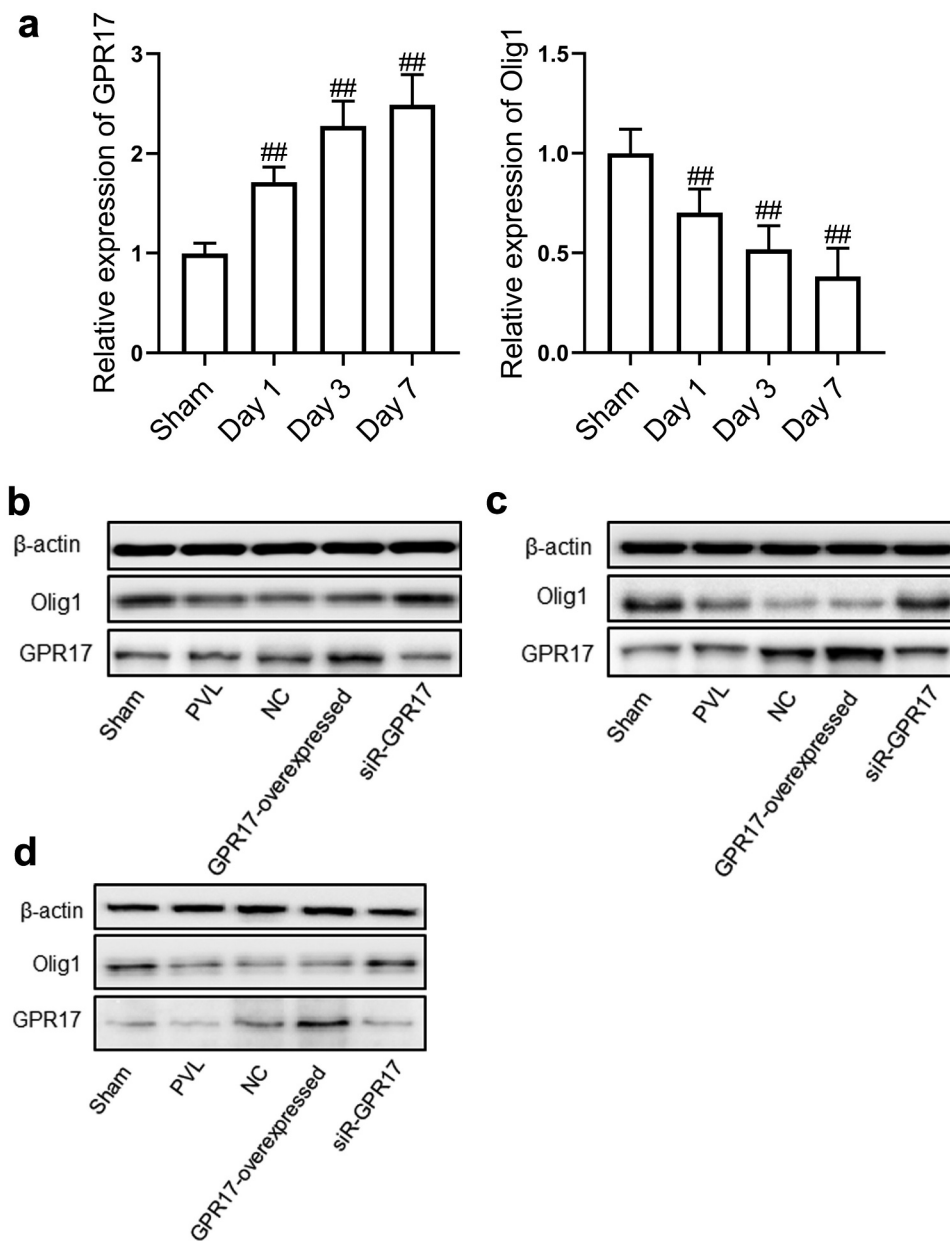 a
Relative expression of GPR17
3
2
1
0
##
##
##
Sham
Day 1
Day 3
Day 7
Relative expression of Olig1
1.5
1.0
0.5
0.0
##
##
##
Sham
Day 1
Day 3
Day 7
b
β-actin
Olig1
GPR17
Sham
PVL
NC
GPR17-overexpressed
siR-GPR17
c
β-actin
Olig1
GPR17
Sham
PVL
NC
GPR17-overexpressed
siR-GPR17
d
β-actin
Olig1
GPR17
Sham
PVL
NC
GPR17-overexpressed
siR-GPR17